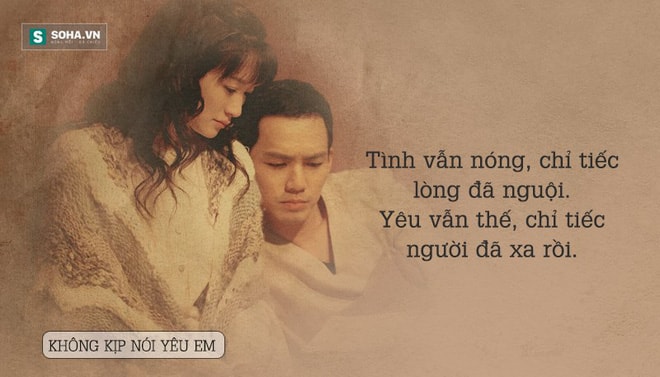 SOHA.VN
Tình vẫn nóng, chỉ tiếc
lòng đã nguội.
Yêu vẫn thế, chỉ tiếc
người đã xa rồi.
KHÔNG KỊP NÓI YÊU EM